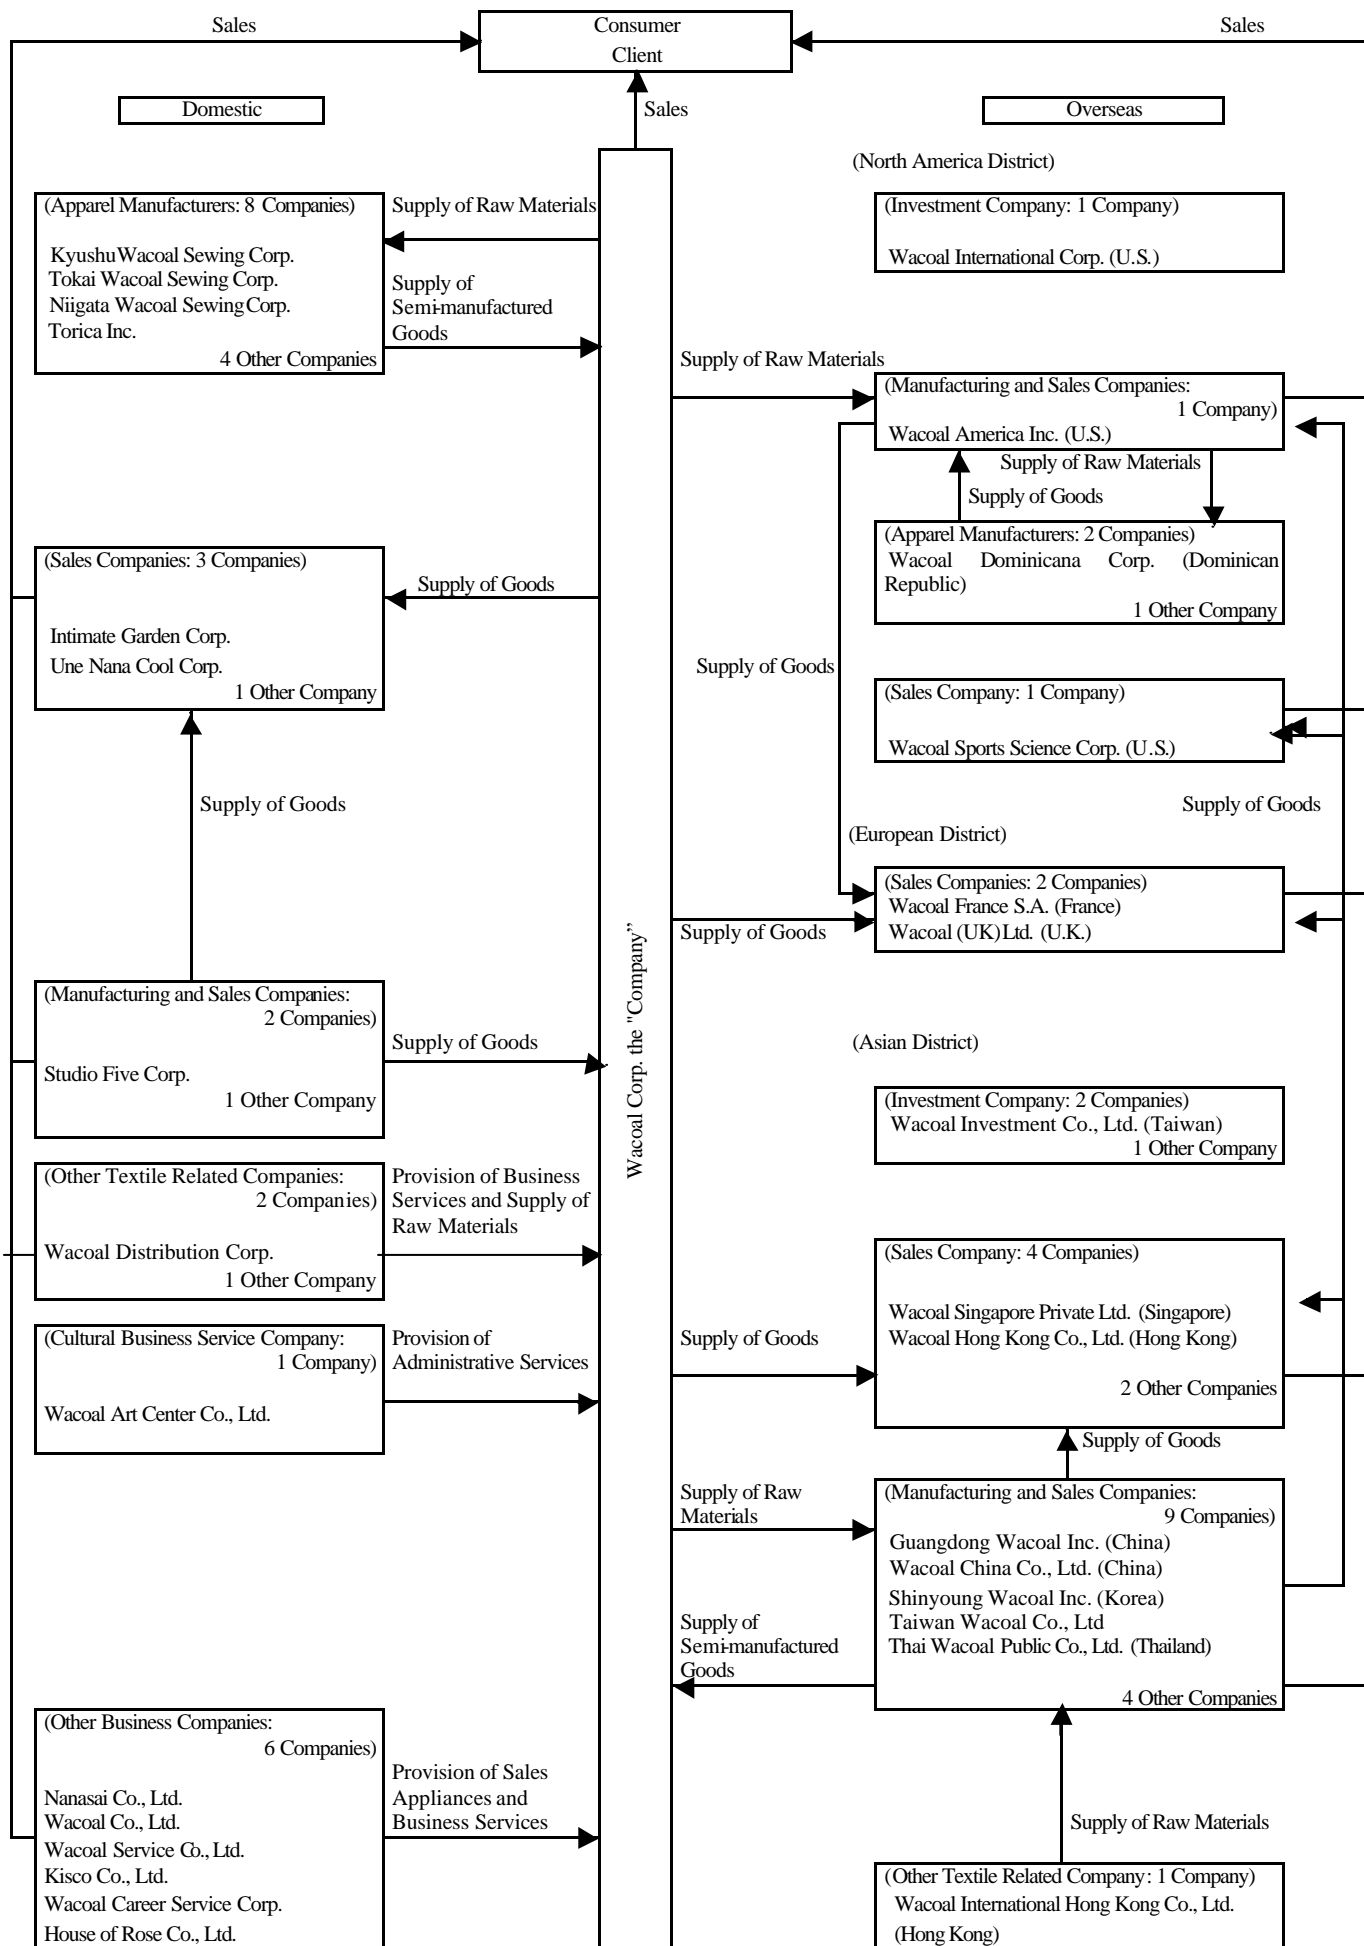 Sales
Consumer
Client
Sales
Sales
Domestic
Overseas
(North America District)
(Apparel Manufacturers: 8 Companies)
Kyushu Wacoal Sewing Corp.
Tokai Wacoal Sewing Corp.
Niigata Wacoal Sewing Corp.
Torica Inc.
4 Other Companies
Supply of Raw Materials
Supply of
Semi-manufactured
Goods
(Investment Company: 1 Company)
Wacoal International Corp. (U.S.)
Supply of Raw Materials
(Manufacturing and Sales Companies:
1 Company)
Wacoal America Inc. (U.S.)
Supply of Raw Materials
Supply of Goods
(Apparel Manufacturers: 2 Companies)
Wacoal Dominicana Corp. (Dominican
Republic)
1 Other Company
(Sales Companies: 3 Companies)
Intimate Garden Corp.
Une Nana Cool Corp.
1 Other Company
Supply of Goods
Supply of Goods
(Sales Company: 1 Company)
Wacoal Sports Science Corp. (U.S.)
Supply of Goods
Supply of Goods
(European District)
(Sales Companies: 2 Companies)
Wacoal France S.A. (France)
Wacoal (UK) Ltd. (U.K.)
Supply of Goods
Wacoal Corp. the "Company”
(Manufacturing and Sales Companies:
2 Companies)
Studio Five Corp.
1 Other Company
Supply of Goods
(Asian District)
(Investment Company: 2 Companies)
Wacoal Investment Co., Ltd. (Taiwan)
1 Other Company
(Other Textile Related Companies:
2 Companies)
Wacoal Distribution Corp.
1 Other Company
Provision of Business
Services and Supply of
Raw Materials
(Sales Company: 4 Companies)
Wacoal Singapore Private Ltd. (Singapore)
Wacoal Hong Kong Co., Ltd. (Hong Kong)
2 Other Companies
Supply of Goods
(Cultural Business Service Company:
1 Company)
Wacoal Art Center Co., Ltd.
Provision of
Administrative Services
Supply of Goods
Supply of Raw
Materials
(Manufacturing and Sales Companies:
9 Companies)
Guangdong Wacoal Inc. (China)
Wacoal China Co., Ltd. (China)
Shinyoung Wacoal Inc. (Korea)
Taiwan Wacoal Co., Ltd
Thai Wacoal Public Co., Ltd. (Thailand)
4 Other Companies
Supply of
Semi-manufactured
Goods
(Other Business Companies:
6 Companies)
Nanasai Co., Ltd.
Wacoal Co., Ltd.
Wacoal Service Co., Ltd.
Kisco Co., Ltd.
Wacoal Career Service Corp.
House of Rose Co., Ltd.
Provision of Sales
Appliances and
Business Services
Supply of Raw Materials
(Other Textile Related Company: 1 Company)
Wacoal International Hong Kong Co., Ltd.
(Hong Kong)